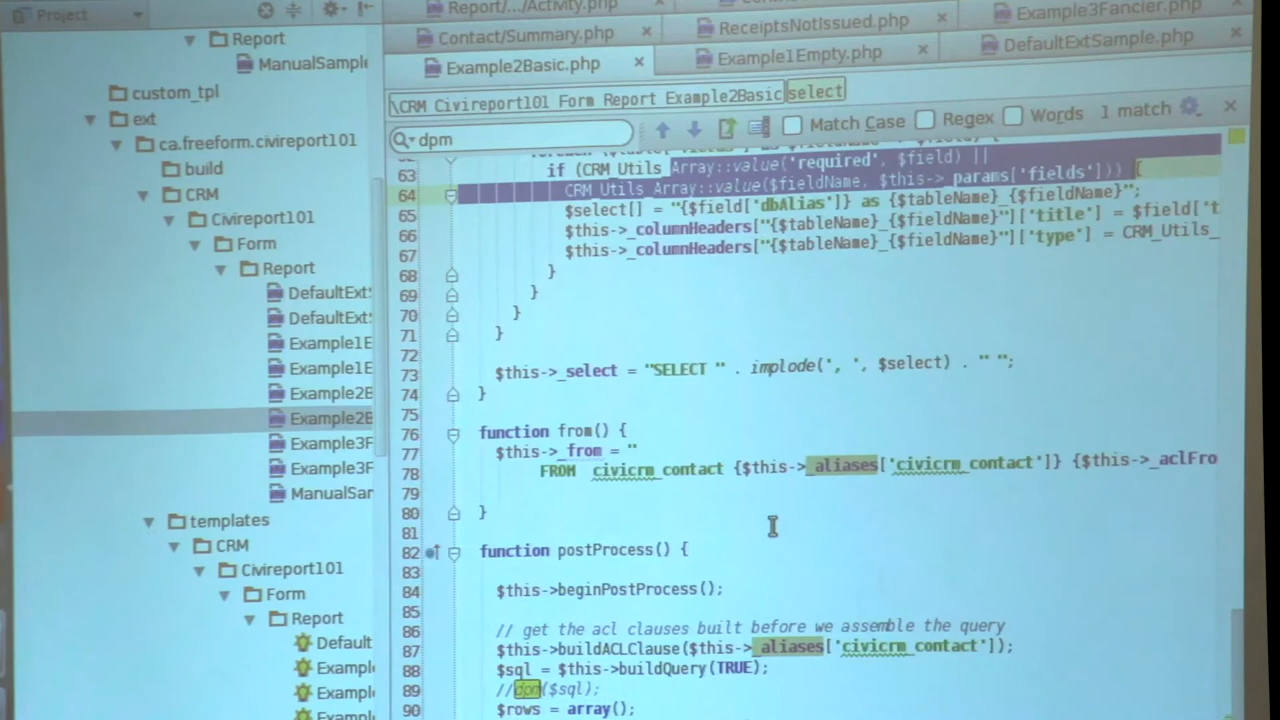 Project
Report
ManualSampl
custom_tpl
ext
ca.freeform.civireport101
build
CRM
Civireport101
Form
Report
DefaultExt
DefaultExt
Example1E
Example1E
Example2B
Example2B
Example3F
Example3F
ManualSar
templates
CRM
Civireport101
Form
Report
Default
Exampl
Exampl
Exampl
Report/.../Activity.php
Contact/Summary.php
ReceiptsNotIssued.php
Example3Fancier.php
Example2Basic.php
Example1Empty.php
DefaultExtSample.php
\CRM Civireport101 Form Report Example2Basic select
dpm
Match Case
Regex
Words
1 match
63 if (CRM_Utils_Array::value('required', $field) ||
64 CRM_Utils_Array::value($fieldName, $this->_params['fields'])) {
65 $select[] = "{$field['dbAlias']} as {$tableName}_{$fieldName}";
66 $this->_columnHeaders["{$tableName}_{$fieldName}"]['title'] = $field['t
67 $this->_columnHeaders["{$tableName}_{$fieldName}"]['type'] = CRM_Utils_
68 }
69 }
70 }
71 }
72
73 $this->_select = "SELECT " . implode(', ', $select) . " ";
74 }
75
76 function from() {
77 $this->_from = "
78 FROM civicrm_contact {$this->_aliases['civicrm_contact']} {$this->_aclFro
79
80 }
81
82 function postProcess() {
83
84 $this->beginPostProcess();
85
86 // get the acl clauses built before we assemble the query
87 $this->buildACLClause($this->_aliases['civicrm_contact']);
88 $sql = $this->buildQuery(TRUE);
89 //dpm($sql);
90 $rows = array();